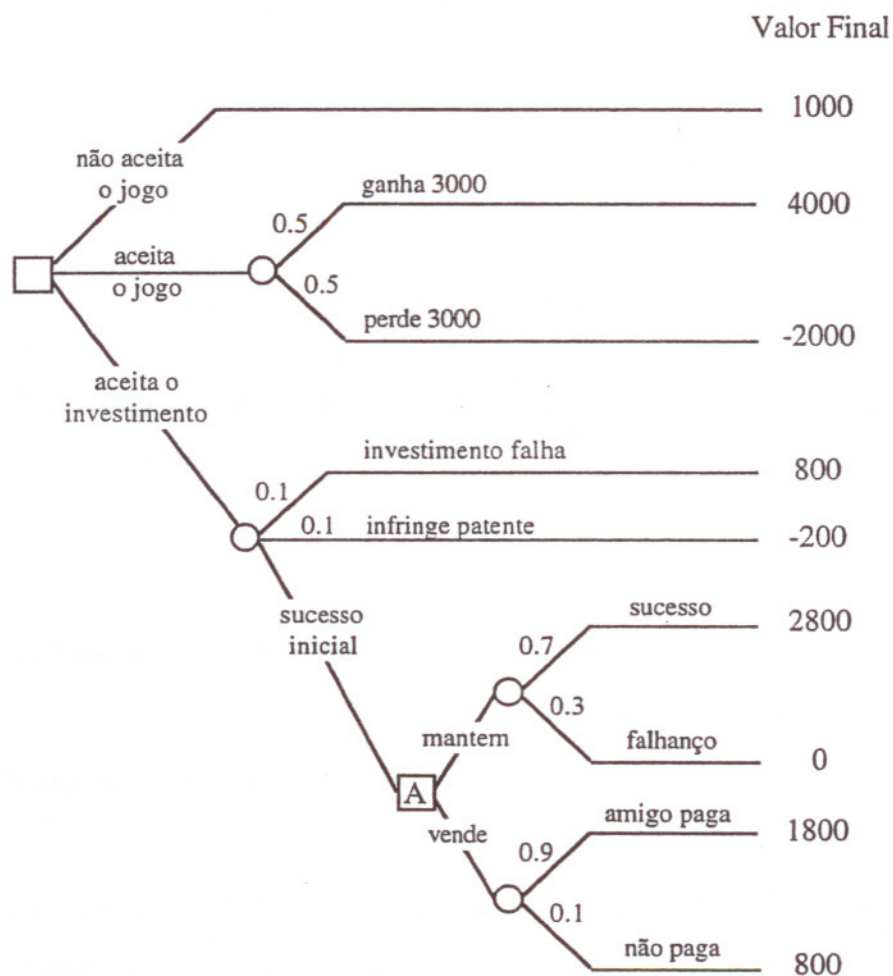 Valor Final
1000
não aceita
o jogo
ganha 3000
4000
0.5
aceita
o jogo
0.5
perde 3000
-2000
aceita o
investimento
investimento falha
800
0.1
0.1
infringe patente
-200
sucesso
inicial
sucesso
2800
0.7
0.3
mantem
falhanço
0
A
vende
amigo paga
1800
0.9
0.1
não paga
800